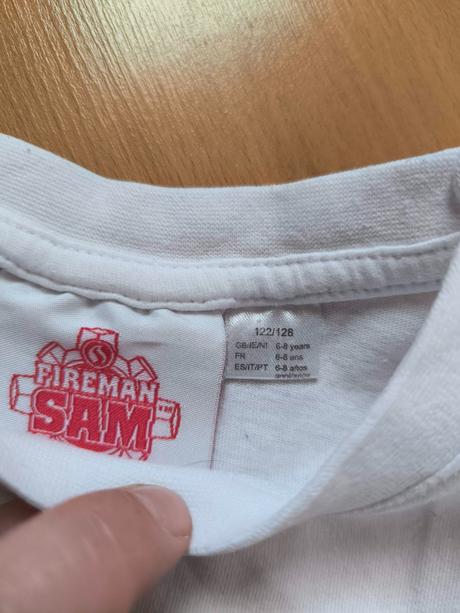 FIREMAN
SAM
122/128
GB/IE/NI 6-8 years
FR 6-8 ans
ES/IT/PT 6-8 años